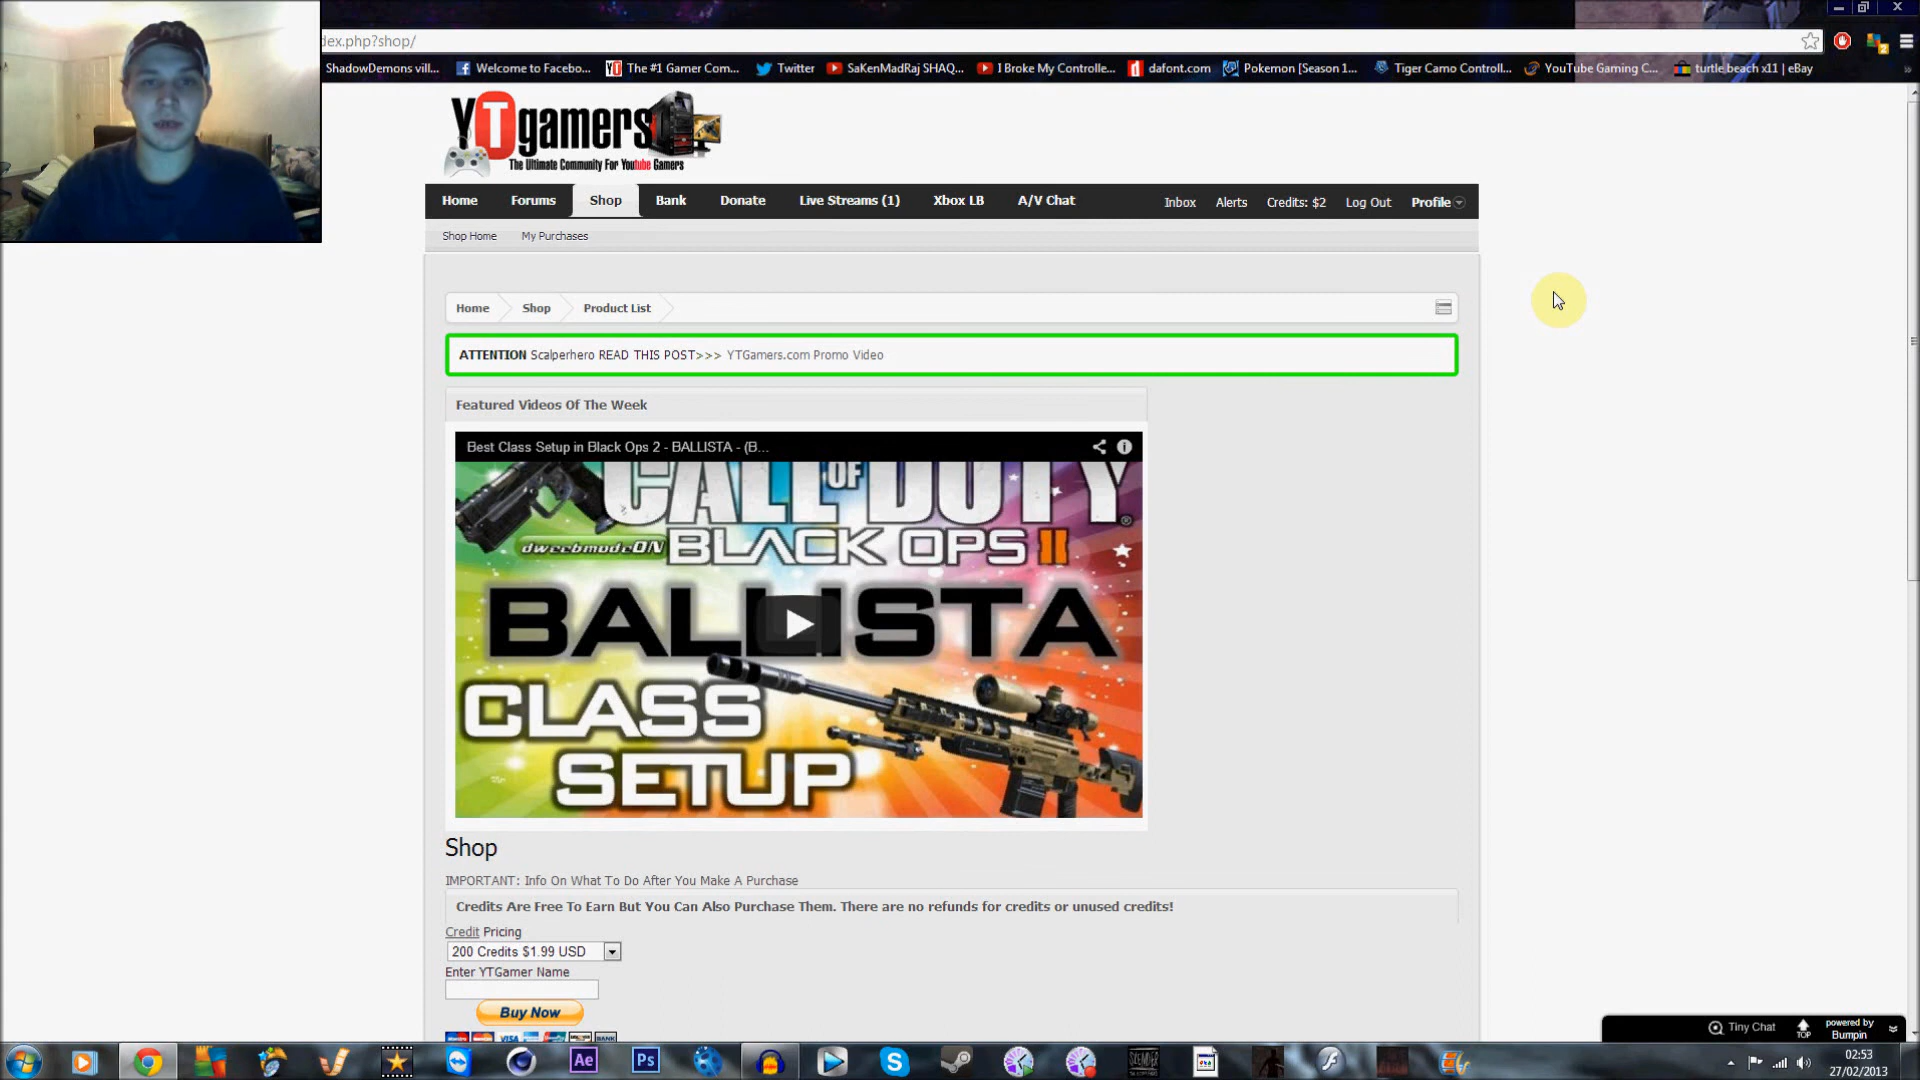 dex.php?shop/
ShadowDemons vill...
Welcome to Facebo...
The #1 Gamer Com...
Twitter
SaKenMadRaj SHAQ...
I Broke My Controlle...
dafont.com
Pokemon [Season 1...
Tiger Camo Controll...
YouTube Gaming C...
turtle beach x11 | eBay
YTgamers
The Ultimate Community For Youtube Gamers
Home
Forums
Shop
Bank
Donate
Live Streams (1)
Xbox LB
A/V Chat
Inbox
Alerts
Credits: $2
Log Out
Profile
Shop Home
My Purchases
Home
Shop
Product List
ATTENTION Scalperhero READ THIS POST>>> YTGamers.com Promo Video
Featured Videos Of The Week
Best Class Setup in Black Ops 2 - BALLISTA - (B...
CALL OF DUTY
dweebmodeON
BLACK OPS II
BALLISTA
CLASS
SETUP
Shop
IMPORTANT: Info On What To Do After You Make A Purchase
Credits Are Free To Earn But You Can Also Purchase Them. There are no refunds for credits or unused credits!
Credit Pricing
200 Credits $1.99 USD
Enter YTGamer Name
Buy Now
VISA
BANK
Tiny Chat
TOP
powered by
Bumpin
Ae
Ps
02:53
27/02/2013